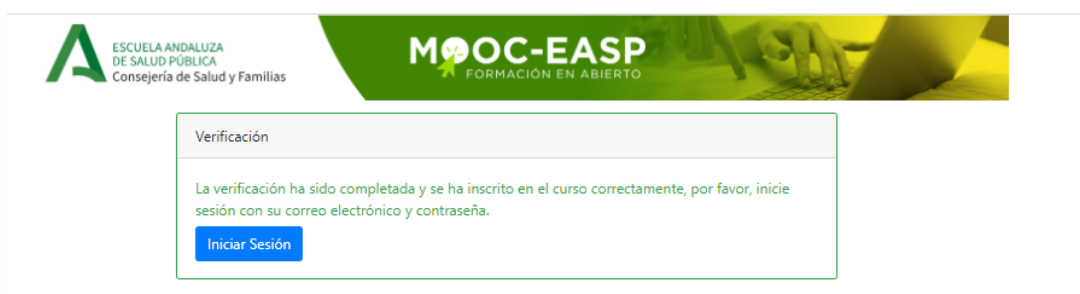 ESCUELA ANDALUZA
DE SALUD PÚBLICA
Consejería de Salud y Familias
MOOC-EASP
FORMACIÓN EN ABIERTO
Verificación
La verificación ha sido completada y se ha inscrito en el curso correctamente, por favor, inicie
sesión con su correo electrónico y contraseña.
Iniciar Sesión